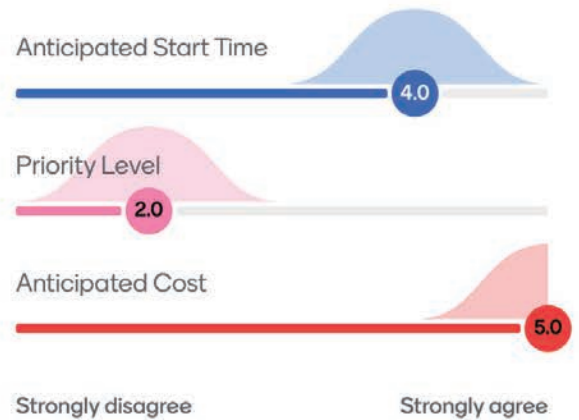 Anticipated Start Time
4.0
Priority Level
2.0
Anticipated Cost
5.0
Strongly disagree Strongly agree